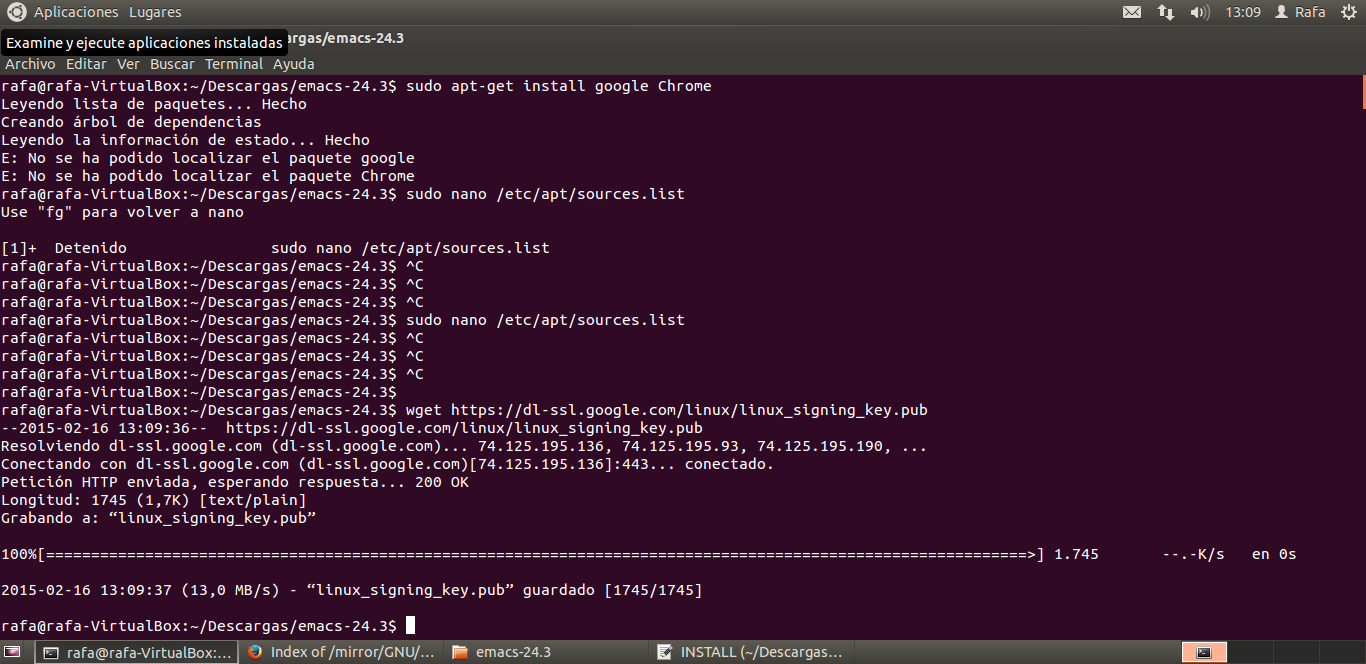 Aplicaciones Lugares 13:09 Rafa
Examine y ejecute aplicaciones instaladas argas/emacs-24.3
Archivo Editar Ver Buscar Terminal Ayuda
rafa@rafa-VirtualBox:~/Descargas/emacs-24.3$ sudo apt-get install google Chrome
Leyendo lista de paquetes... Hecho
Creando árbol de dependencias
Leyendo la información de estado... Hecho
E: No se ha podido localizar el paquete google
E: No se ha podido localizar el paquete Chrome
rafa@rafa-VirtualBox:~/Descargas/emacs-24.3$ sudo nano /etc/apt/sources.list
Use "fg" para volver a nano
[1]+  Detenido                sudo nano /etc/apt/sources.list
rafa@rafa-VirtualBox:~/Descargas/emacs-24.3$ ^C
rafa@rafa-VirtualBox:~/Descargas/emacs-24.3$ ^C
rafa@rafa-VirtualBox:~/Descargas/emacs-24.3$ ^C
rafa@rafa-VirtualBox:~/Descargas/emacs-24.3$ sudo nano /etc/apt/sources.list
rafa@rafa-VirtualBox:~/Descargas/emacs-24.3$ ^C
rafa@rafa-VirtualBox:~/Descargas/emacs-24.3$ ^C
rafa@rafa-VirtualBox:~/Descargas/emacs-24.3$ ^C
rafa@rafa-VirtualBox:~/Descargas/emacs-24.3$
rafa@rafa-VirtualBox:~/Descargas/emacs-24.3$ wget https://dl-ssl.google.com/linux/linux_signing_key.pub
--2015-02-16 13:09:36--  https://dl-ssl.google.com/linux/linux_signing_key.pub
Resolviendo dl-ssl.google.com (dl-ssl.google.com)... 74.125.195.136, 74.125.195.93, 74.125.195.190, ...
Conectando con dl-ssl.google.com (dl-ssl.google.com)[74.125.195.136]:443... conectado.
Petición HTTP enviada, esperando respuesta... 200 OK
Longitud: 1745 (1,7K) [text/plain]
Grabando a: “linux_signing_key.pub”
100%[=============================================================================================================>] 1.745       --.-K/s   en 0s
2015-02-16 13:09:37 (13,0 MB/s) - “linux_signing_key.pub” guardado [1745/1745]
rafa@rafa-VirtualBox:~/Descargas/emacs-24.3$
rafa@rafa-VirtualBox:... Index of /mirror/GNU/... emacs-24.3 INSTALL (~/Descargas...